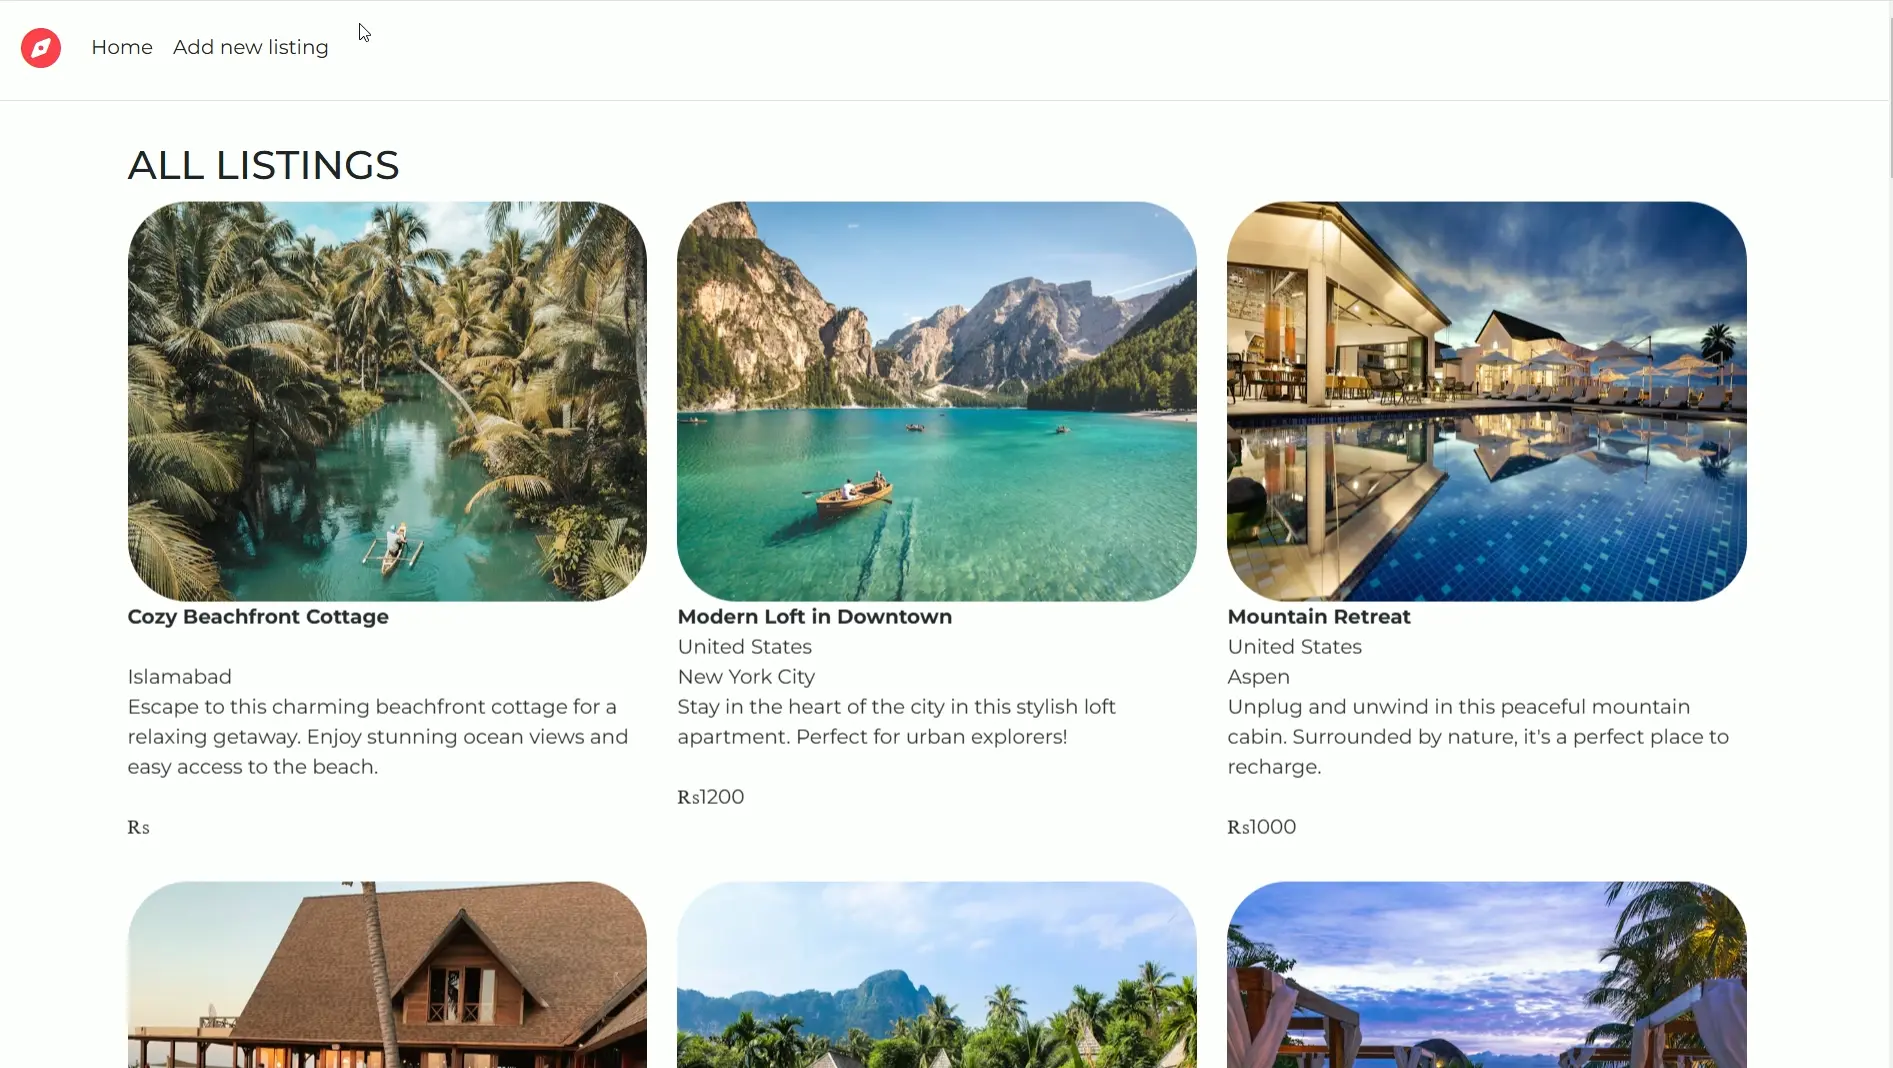 Home Add new listing
ALL LISTINGS
Cozy Beachfront Cottage
Islamabad
Escape to this charming beachfront cottage for a
relaxing getaway. Enjoy stunning ocean views and
easy access to the beach.
₨
Modern Loft in Downtown
United States
New York City
Stay in the heart of the city in this stylish loft
apartment. Perfect for urban explorers!
₨1200
Mountain Retreat
United States
Aspen
Unplug and unwind in this peaceful mountain
cabin. Surrounded by nature, it's a perfect place to
recharge.
₨1000